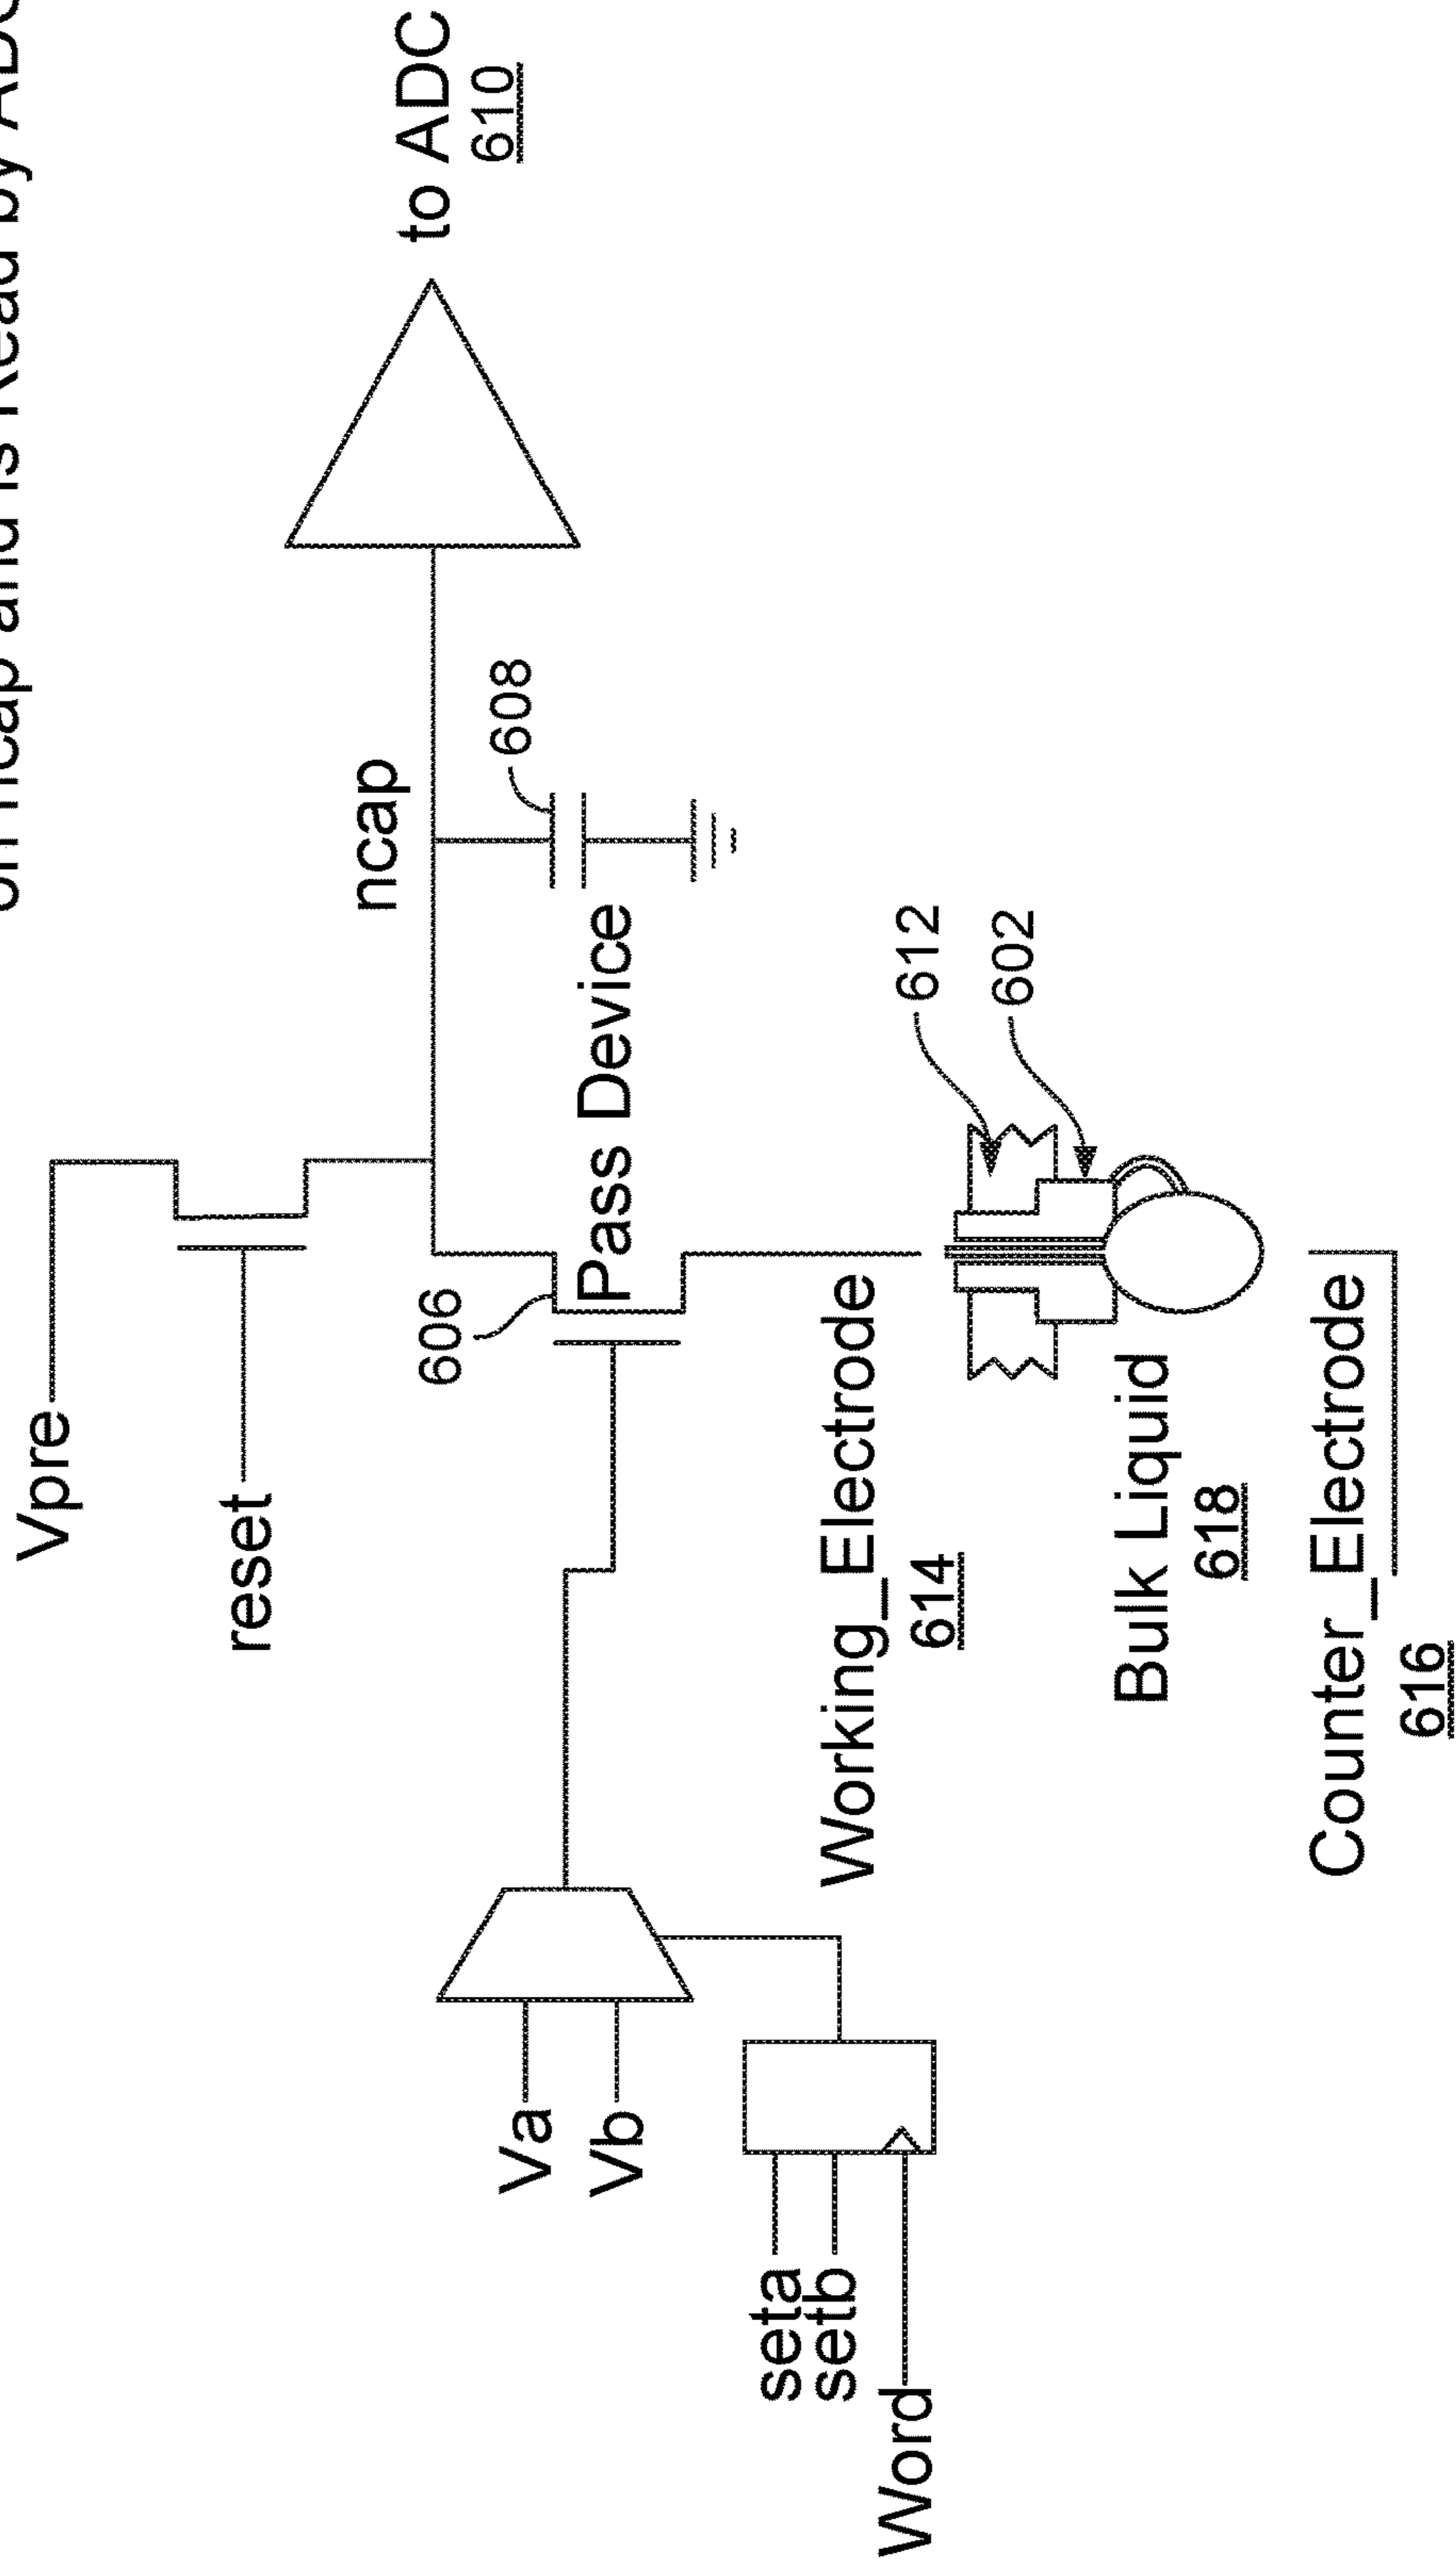 on ncap and is Read by ADC
Vpre
reset
ncap
to ADC
610
606
608
Pass Device
Va
Vb
seta
setb
Word
Working_Electrode
614
612
602
Bulk Liquid
618
Counter_Electrode
616